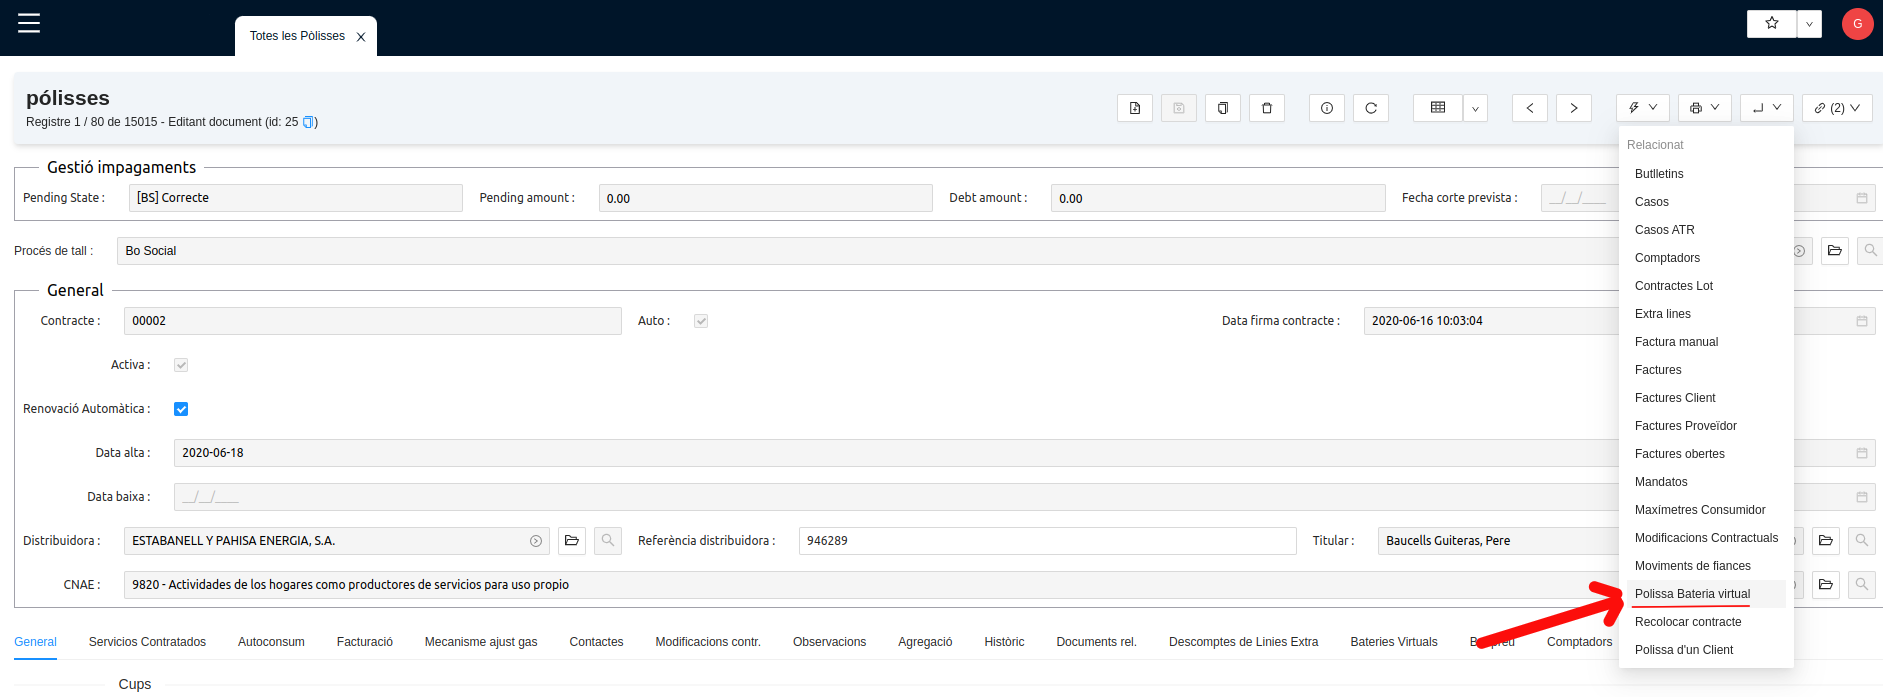 Totes les Pòlisses
G
pólisses
Registre 1 / 80 de 15015 - Editant document (id: 25 )
(2)
Gestió impagaments
Pending State : [BS] Correcte Pending amount : 0.00 Debt amount : 0.00 Fecha corte prevista : __/__/____
Procés de tall : Bo Social
General
Contracte : 00002 Auto : Data firma contracte : 2020-06-16 10:03:04
Activa :
Renovació Automàtica :
Data alta : 2020-06-18
Data baixa : __/__/____
Distribuidora : ESTABANELL Y PAHISA ENERGIA, S.A. Referència distribuidora : 946289 Titular : Baucells Guiteras, Pere
CNAE : 9820 - Actividades de los hogares como productores de servicios para uso propio
General Servicios Contratados Autoconsum Facturació Mecanisme ajust gas Contactes Modificacions contr. Observacions Agregació Històric Documents rel. Descomptes de Linies Extra Bateries Virtuals Comptadors
Cups
Relacionat
Butlletins
Casos
Casos ATR
Comptadors
Contractes Lot
Extra lines
Factura manual
Factures
Factures Client
Factures Proveïdor
Factures obertes
Mandatos
Maxímetres Consumidor
Modificacions Contractuals
Moviments de fiances
Polissa Bateria virtual
Recolocar contracte
Polissa d'un Client